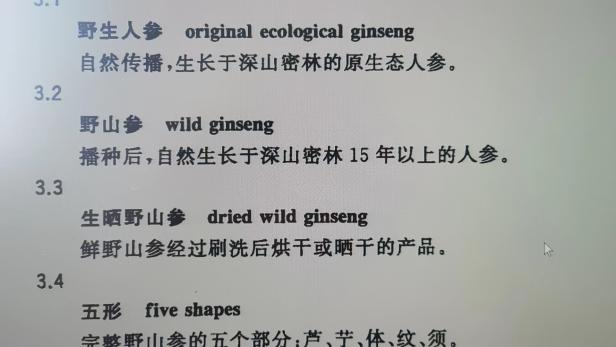 3.1
野生人参 original ecological ginseng
自然传播,生长于深山密林的原生态人参。
3.2
野山参 wild ginseng
播种后,自然生长于深山密林 15 年以上的人参。
3.3
生晒野山参 dried wild ginseng
鲜野山参经过刷洗后烘干或晒干的产品。
3.4
五形 five shapes
完整野山参的五个部分:芦、艼、体、纹、须。